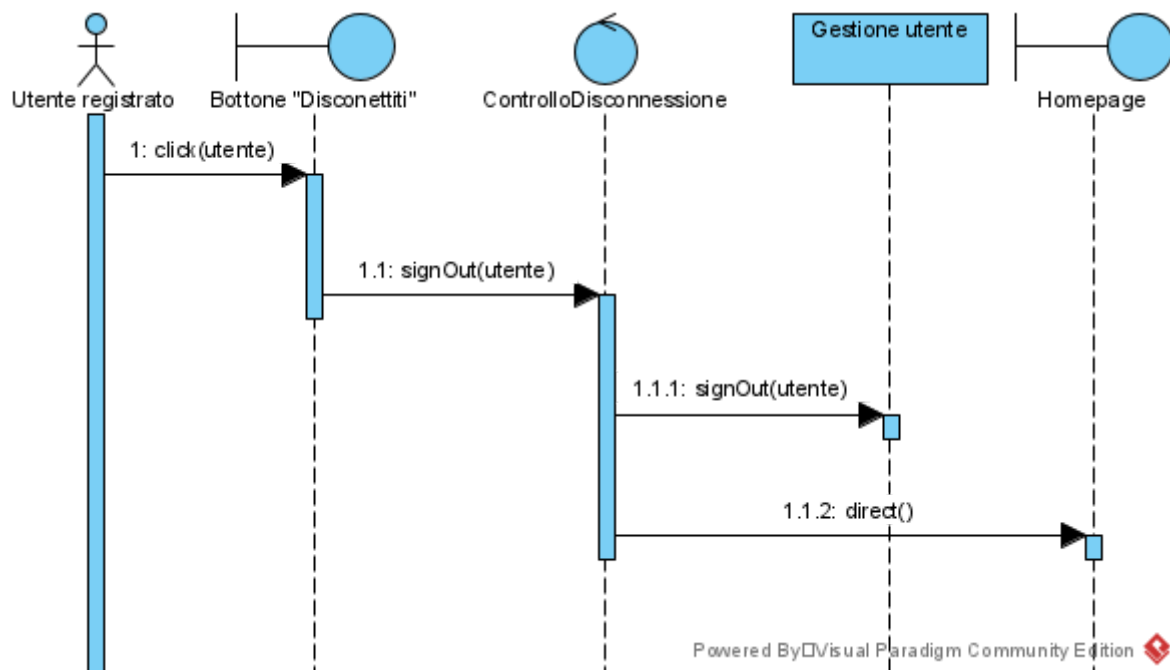 Gestione utente
Utente registrato
Bottone "Disconettiti"
ControlloDisconnessione
Homepage
1: click(utente)
1.1: signOut(utente)
1.1.1: signOut(utente)
1.1.2: direct()
Powered By□Visual Paradigm Community Edition